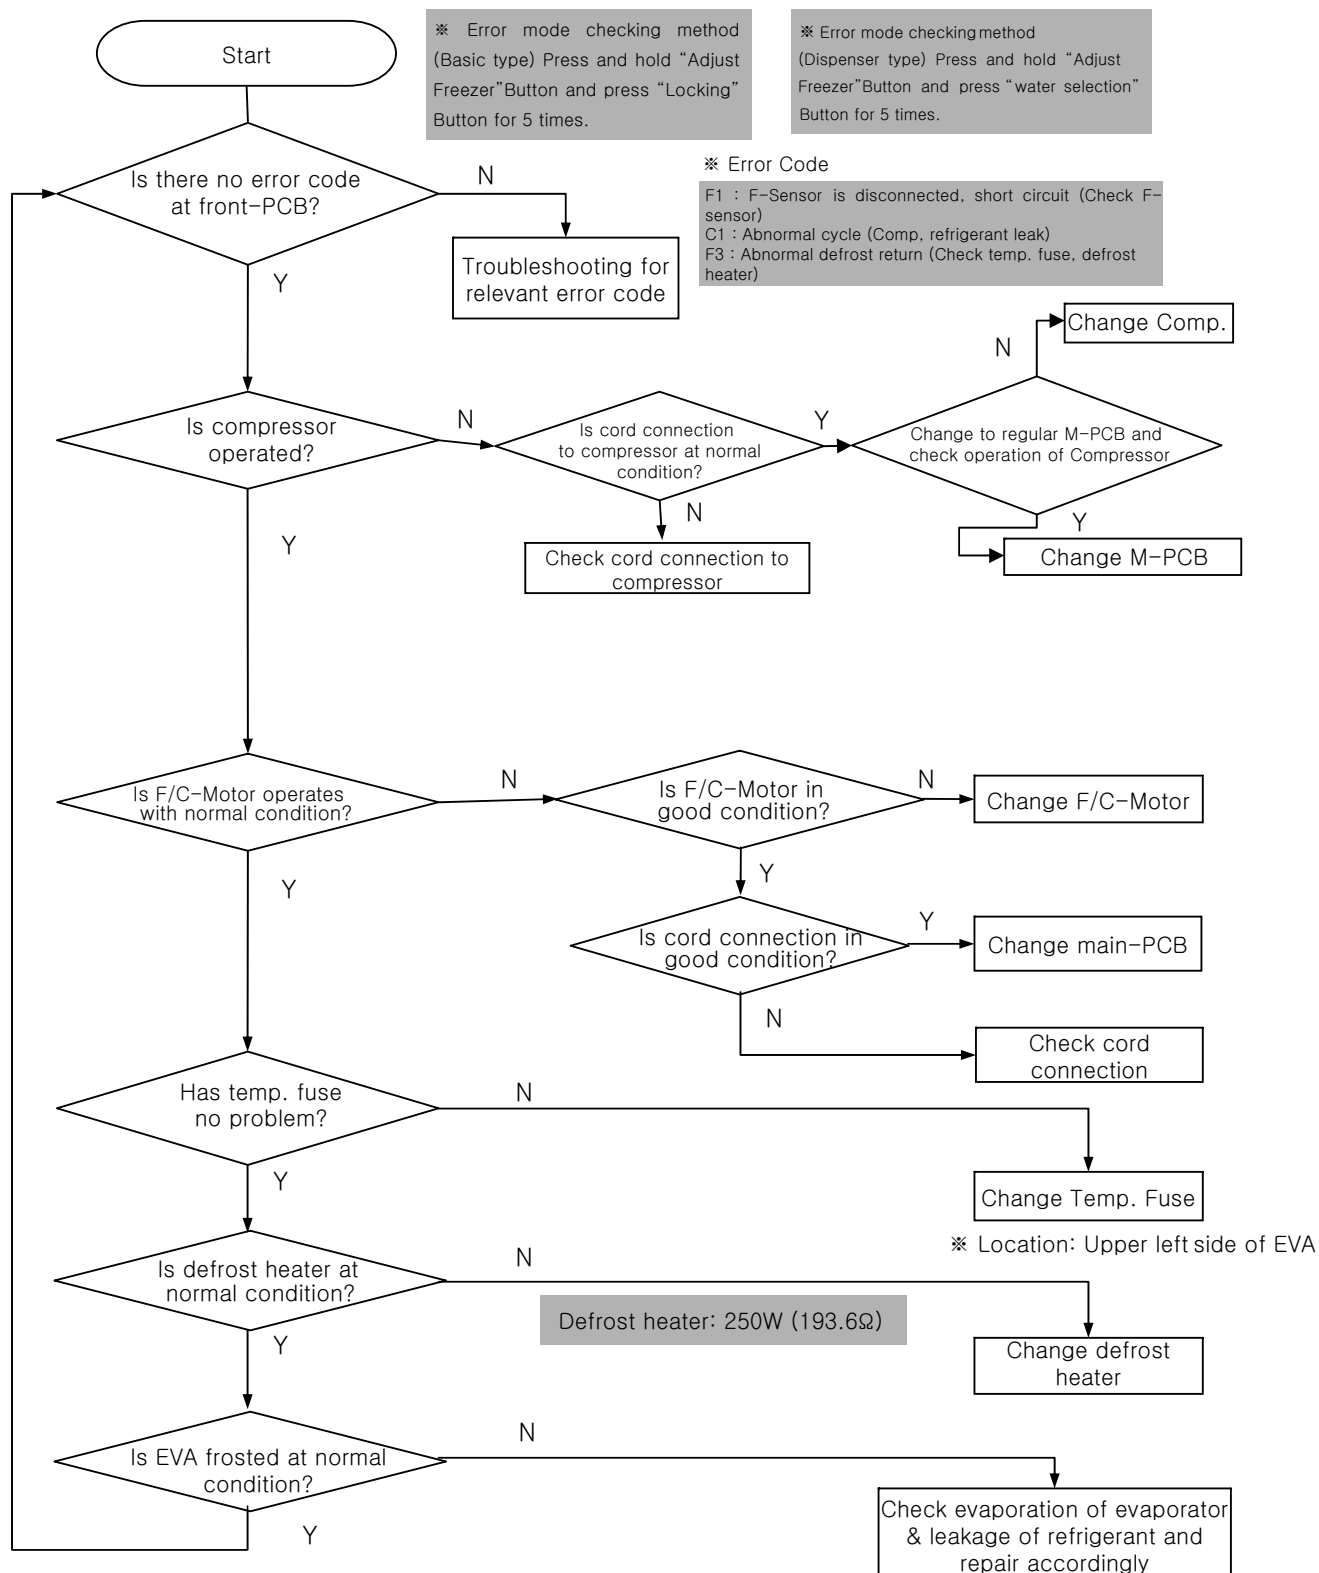 Start
※ Error mode checking method
(Basic type) Press and hold “Adjust
Freezer”Button and press “Locking”
Button for 5 times.
※ Error mode checking method
(Dispenser type) Press and hold “Adjust
Freezer”Button and press “water selection”
Button for 5 times.
※ Error Code
F1 : F-Sensor is disconnected, short circuit (Check F-
sensor)
C1 : Abnormal cycle (Comp, refrigerant leak)
F3 : Abnormal defrost return (Check temp. fuse, defrost
heater)
Is there no error code
at front-PCB?
N
Troubleshooting for
relevant error code
Y
Is compressor
operated?
N
Is cord connection
to compressor at normal
condition?
Y
Change to regular M-PCB and
check operation of Compressor
N
Change Comp.
Y
Change M-PCB
N
Check cord connection to
compressor
Y
Is F/C-Motor operates
with normal condition?
N
Is F/C-Motor in
good condition?
N
Change F/C-Motor
Y
Is cord connection in
good condition?
Y
Change main-PCB
N
Check cord
connection
Y
Has temp. fuse
no problem?
N
Change Temp. Fuse
※ Location: Upper left side of EVA
Y
Is defrost heater at
normal condition?
N
Defrost heater: 250W (193.6Ω)
Change defrost
heater
Y
Is EVA frosted at normal
condition?
N
Check evaporation of evaporator
& leakage of refrigerant and
repair accordingly
Y